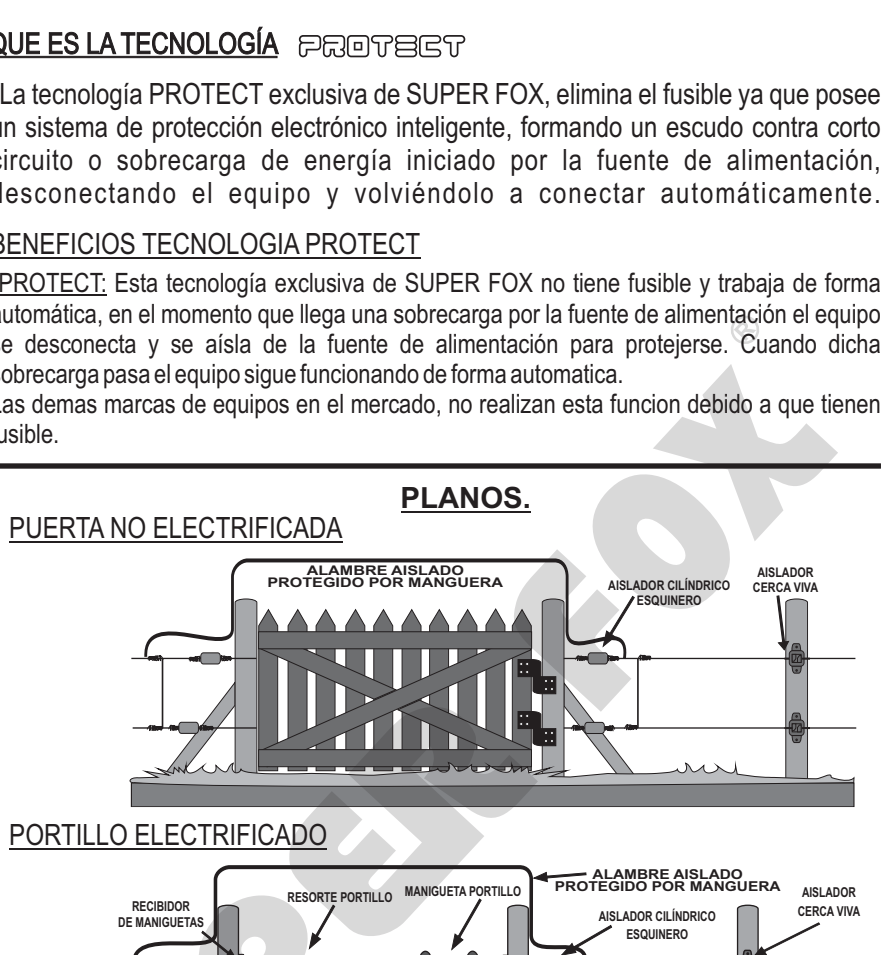 QUE ES LA TECNOLOGÍA PROTECT
La tecnología PROTECT exclusiva de SUPER FOX, elimina el fusible ya que posee
un sistema de protección electrónico inteligente, formando un escudo contra corto
circuito o sobrecarga de energía iniciado por la fuente de alimentación,
desconectando el equipo y volviéndolo a conectar automáticamente.
BENEFICIOS TECNOLOGIA PROTECT
PROTECT: Esta tecnología exclusiva de SUPER FOX no tiene fusible y trabaja de forma
automática, en el momento que llega una sobrecarga por la fuente de alimentación el equipo
se desconecta y se aísla de la fuente de alimentación para protejerse. Cuando dicha
sobrecarga pasa el equipo sigue funcionando de forma automatica.
Las demas marcas de equipos en el mercado, no realizan esta funcion debido a que tienen
fusible.
PLANOS.
PUERTA NO ELECTRIFICADA
ALAMBRE AISLADO
PROTEGIDO POR MANGUERA
AISLADOR CILÍNDRICO
ESQUINERO
AISLADOR
CERCA VIVA
PORTILLO ELECTRIFICADO
RECIBIDOR
DE MANIGUETAS
RESORTE PORTILLO
MANIGUETA PORTILLO
ALAMBRE AISLADO
PROTEGIDO POR MANGUERA
AISLADOR CILÍNDRICO
ESQUINERO
AISLADOR
CERCA VIVA
PER FOX ®